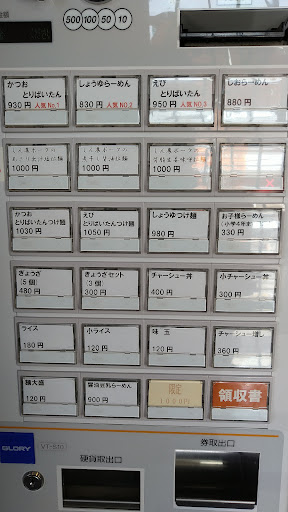 500 100 50 10
かつお
とりぱいたん
930円 人気No.1
しょうゆらーめん
830円 人気NO.2
えび
とりぱいたん
950円 人気NO.3
しおらーめん
880円
1000円
1000円
1000円
かつお
とりぱいたんつけ麺
1030円
えび
とりぱいたんつけ麺
1050円
しょうゆつけ麺
980円
お子様らーめん
330円
ぎょうざ
(5個)
480円
ぎょうざセット
(3個)
300円
チャーシュー丼
400円
小チャーシュー丼
300円
ライス
180円
小ライス
120円
味玉
120円
チャーシュー増し
360円
麺大盛
120円
900円
限定
1000円
領収書
GLORY
硬貨取出口
券取出口